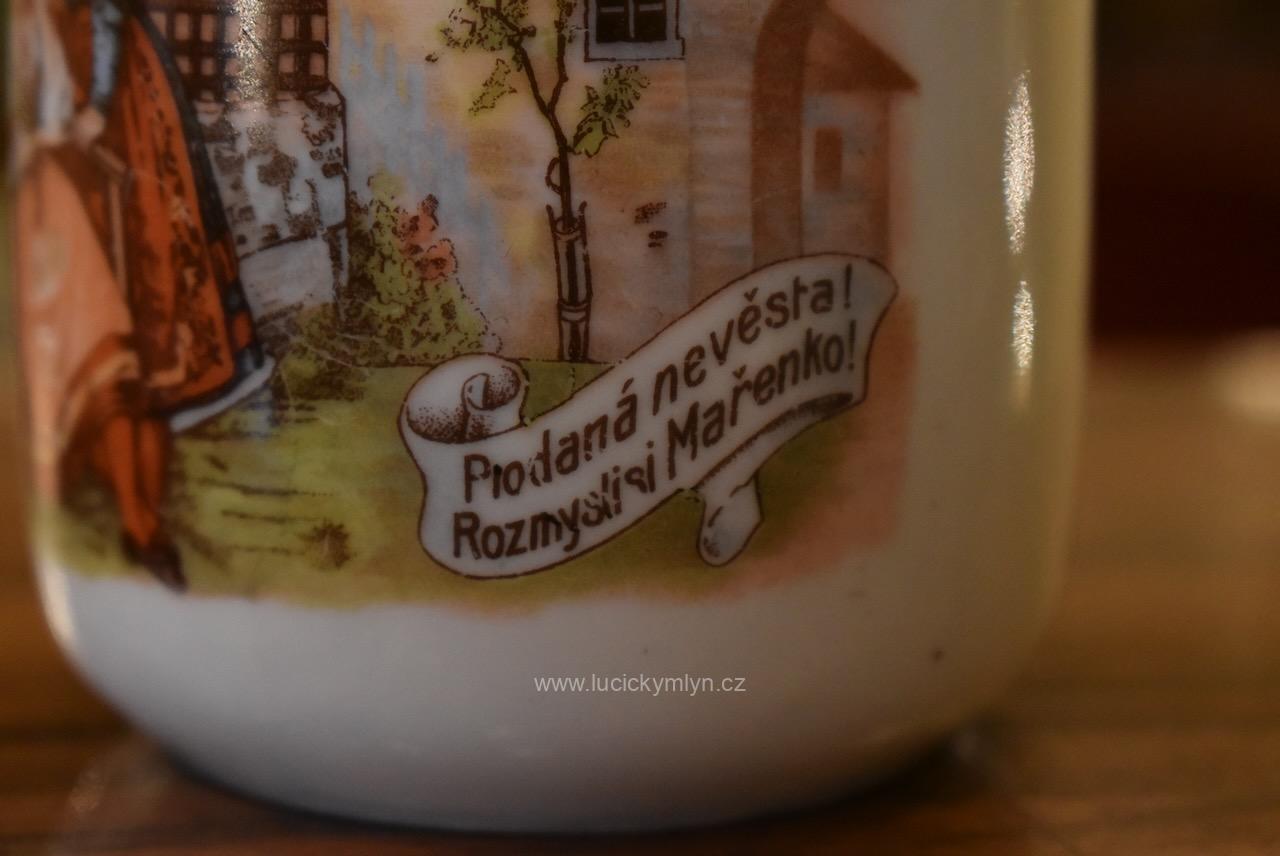 Prodaná nevěsta!
Rozmysli si Mařenko!
www.lucickymlyn.cz